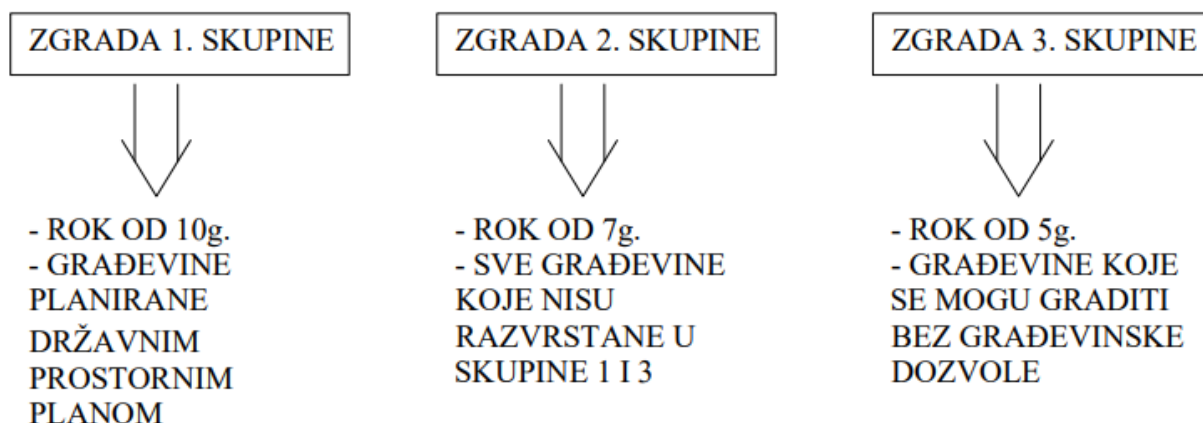 ZGRADA 1. SKUPINE
- ROK OD 10g.
- GRAĐEVINE
PLANIRANE
DRŽAVNIM
PROSTORNIM
PLANOM
ZGRADA 2. SKUPINE
- ROK OD 7g.
- SVE GRAĐEVINE
KOJE NISU
RAZVRSTANE U
SKUPINE 1 I 3
ZGRADA 3. SKUPINE
- ROK OD 5g.
- GRAĐEVINE KOJE
SE MOGU GRADITI
BEZ GRAĐEVINSKE
DOZVOLE